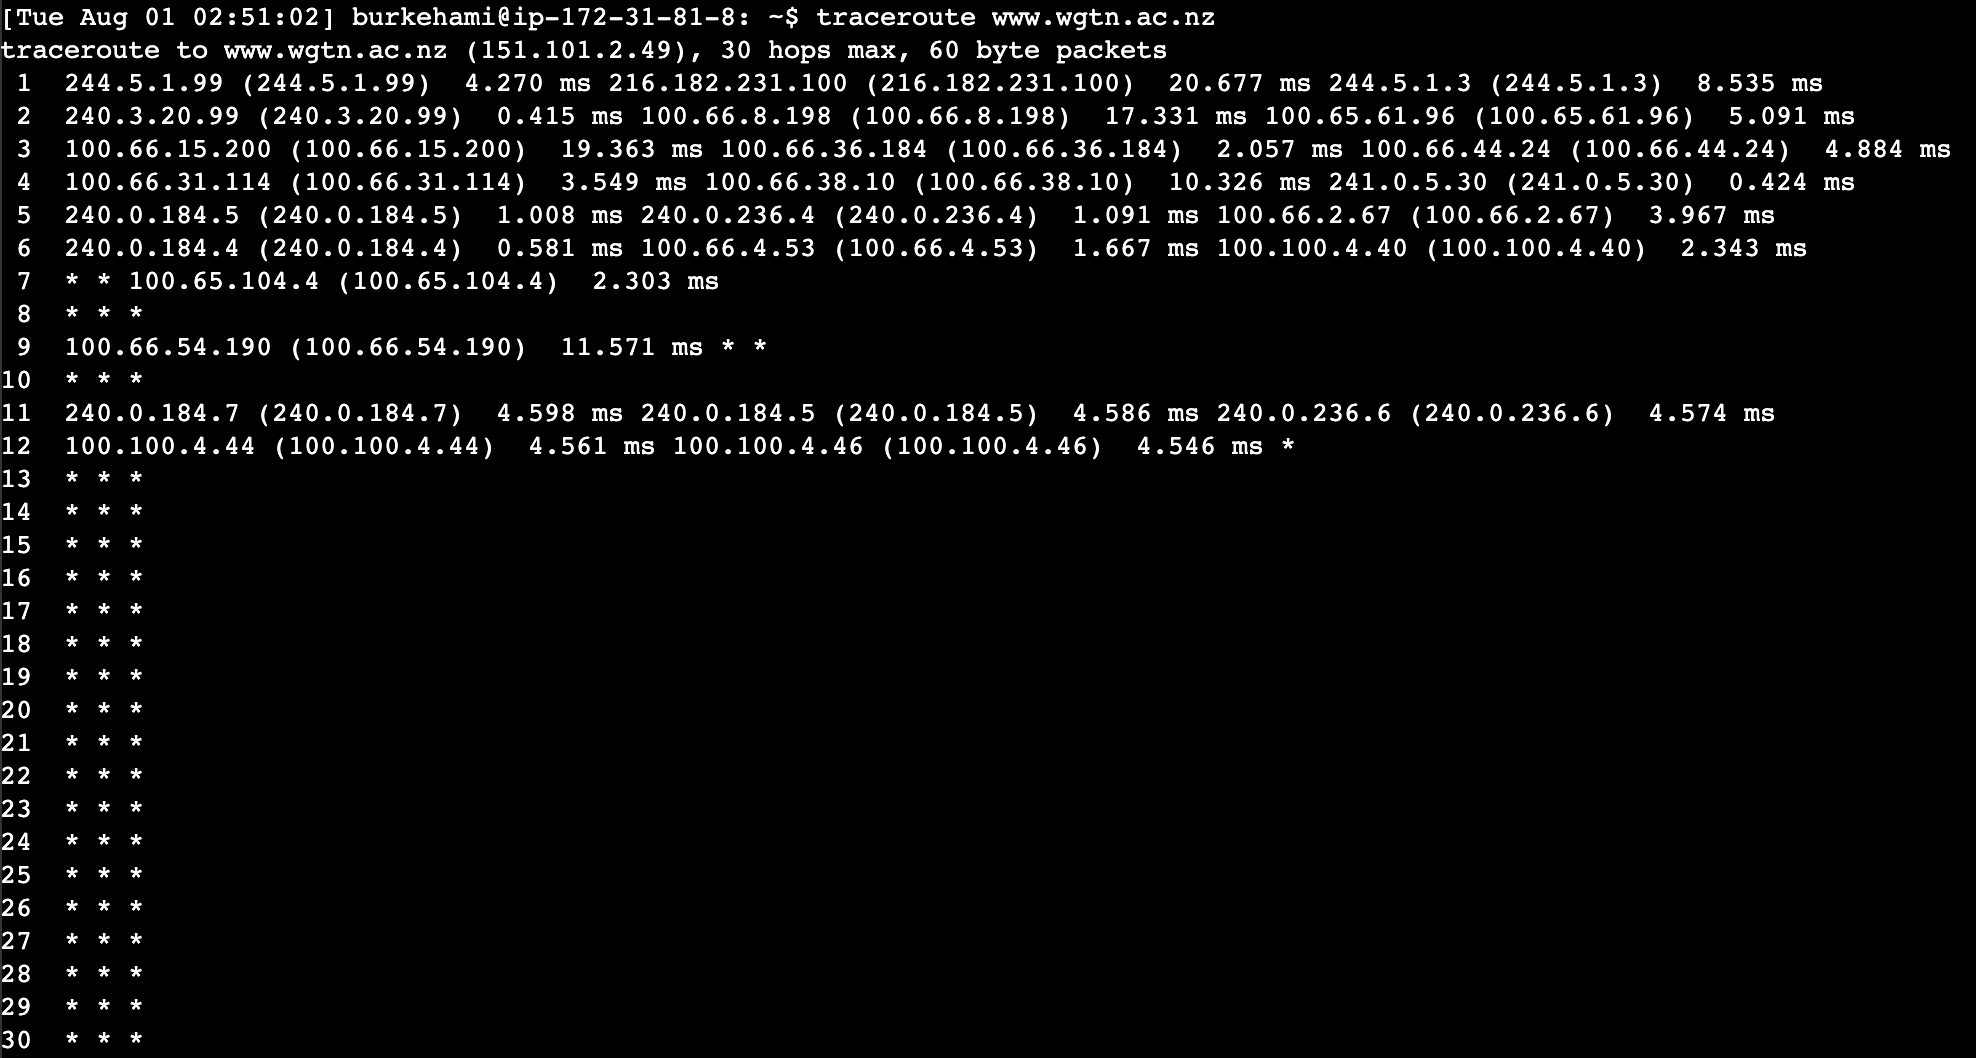 [Tue Aug 01 02:51:02] burkehami@ip-172-31-81-8: ~$ traceroute www.wgtn.ac.nz
traceroute to www.wgtn.ac.nz (151.101.2.49), 30 hops max, 60 byte packets
 1  244.5.1.99 (244.5.1.99)  4.270 ms 216.182.231.100 (216.182.231.100)  20.677 ms 244.5.1.3 (244.5.1.3)  8.535 ms
 2  240.3.20.99 (240.3.20.99)  0.415 ms 100.66.8.198 (100.66.8.198)  17.331 ms 100.65.61.96 (100.65.61.96)  5.091 ms
 3  100.66.15.200 (100.66.15.200)  19.363 ms 100.66.36.184 (100.66.36.184)  2.057 ms 100.66.44.24 (100.66.44.24)  4.884 ms
 4  100.66.31.114 (100.66.31.114)  3.549 ms 100.66.38.10 (100.66.38.10)  10.326 ms 241.0.5.30 (241.0.5.30)  0.424 ms
 5  240.0.184.5 (240.0.184.5)  1.008 ms 240.0.236.4 (240.0.236.4)  1.091 ms 100.66.2.67 (100.66.2.67)  3.967 ms
 6  240.0.184.4 (240.0.184.4)  0.581 ms 100.66.4.53 (100.66.4.53)  1.667 ms 100.100.4.40 (100.100.4.40)  2.343 ms
 7  * * 100.65.104.4 (100.65.104.4)  2.303 ms
 8  * * *
 9  100.66.54.190 (100.66.54.190)  11.571 ms * *
10  * * *
11  240.0.184.7 (240.0.184.7)  4.598 ms 240.0.184.5 (240.0.184.5)  4.586 ms 240.0.236.6 (240.0.236.6)  4.574 ms
12  100.100.4.44 (100.100.4.44)  4.561 ms 100.100.4.46 (100.100.4.46)  4.546 ms *
13  * * *
14  * * *
15  * * *
16  * * *
17  * * *
18  * * *
19  * * *
20  * * *
21  * * *
22  * * *
23  * * *
24  * * *
25  * * *
26  * * *
27  * * *
28  * * *
29  * * *
30  * * *